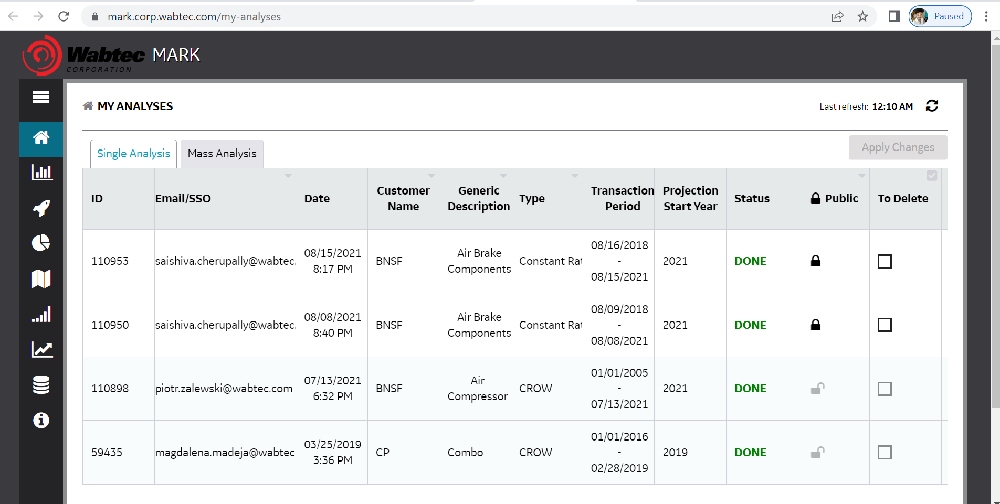 mark.corp.wabtec.com/my-analyses
Paused
Wabtec MARK
CORPORATION
MY ANALYSES
Last refresh: 12:10 AM
Single Analysis
Mass Analysis
Apply Changes
ID
Email/SSO
Date
Customer
Name
Generic
Description
Type
Transaction
Period
Projection
Start Year
Status
Public
To Delete
110953
saishiva.cherupally@wabtec.
08/15/2021
8:17 PM
BNSF
Air Brake
Components
Constant Rat
08/16/2018
-
08/15/2021
2021
DONE
110950
saishiva.cherupally@wabtec.
08/08/2021
8:40 PM
BNSF
Air Brake
Components
Constant Rat
08/09/2018
-
08/08/2021
2021
DONE
110898
piotr.zalewski@wabtec.com
07/13/2021
6:32 PM
BNSF
Air
Compressor
CROW
01/01/2005
-
07/13/2021
2021
DONE
59435
magdalena.madeja@wabtec
03/25/2019
3:36 PM
CP
Combo
CROW
01/01/2016
-
02/28/2019
2019
DONE